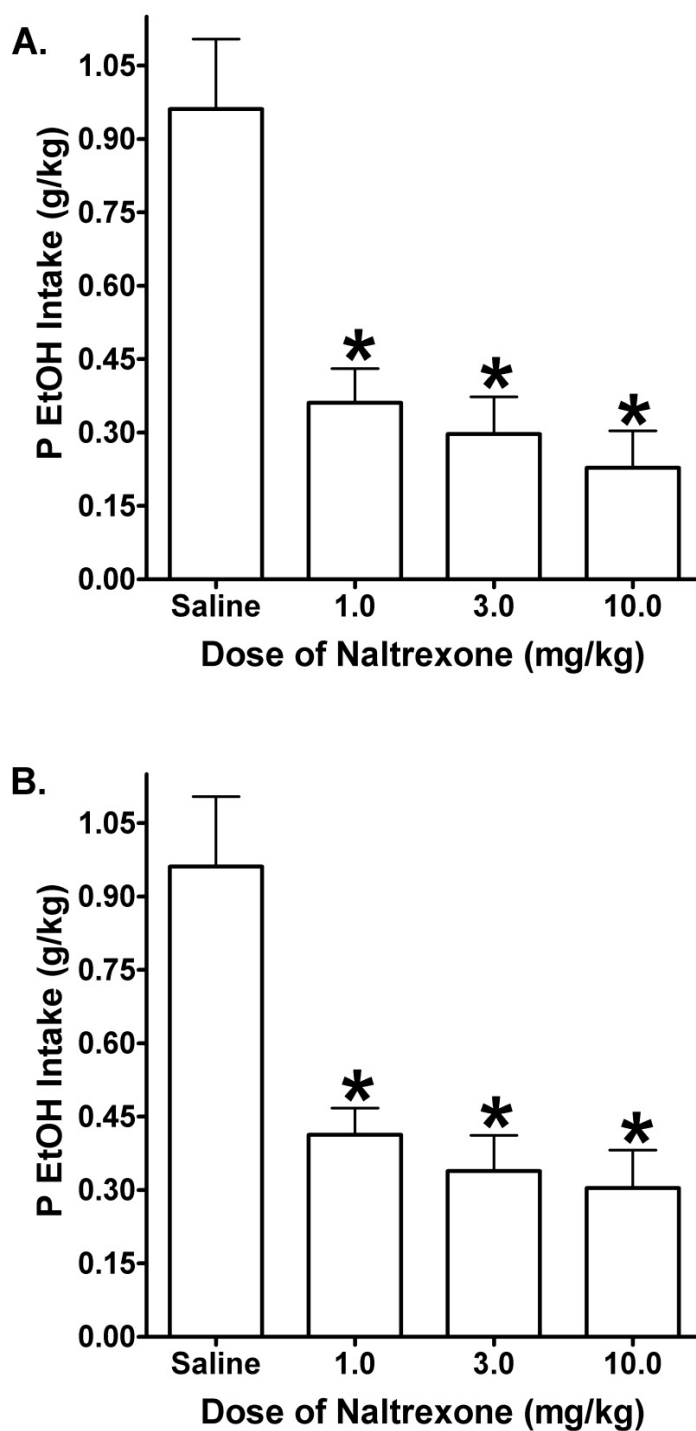 A.
P EtOH Intake (g/kg)
1.05
0.90
0.75
0.60
0.45
0.30
0.15
0.00
*
*
*
Saline 1.0 3.0 10.0
Dose of Naltrexone (mg/kg)
B.
P EtOH Intake (g/kg)
1.05
0.90
0.75
0.60
0.45
0.30
0.15
0.00
*
*
*
Saline 1.0 3.0 10.0
Dose of Naltrexone (mg/kg)